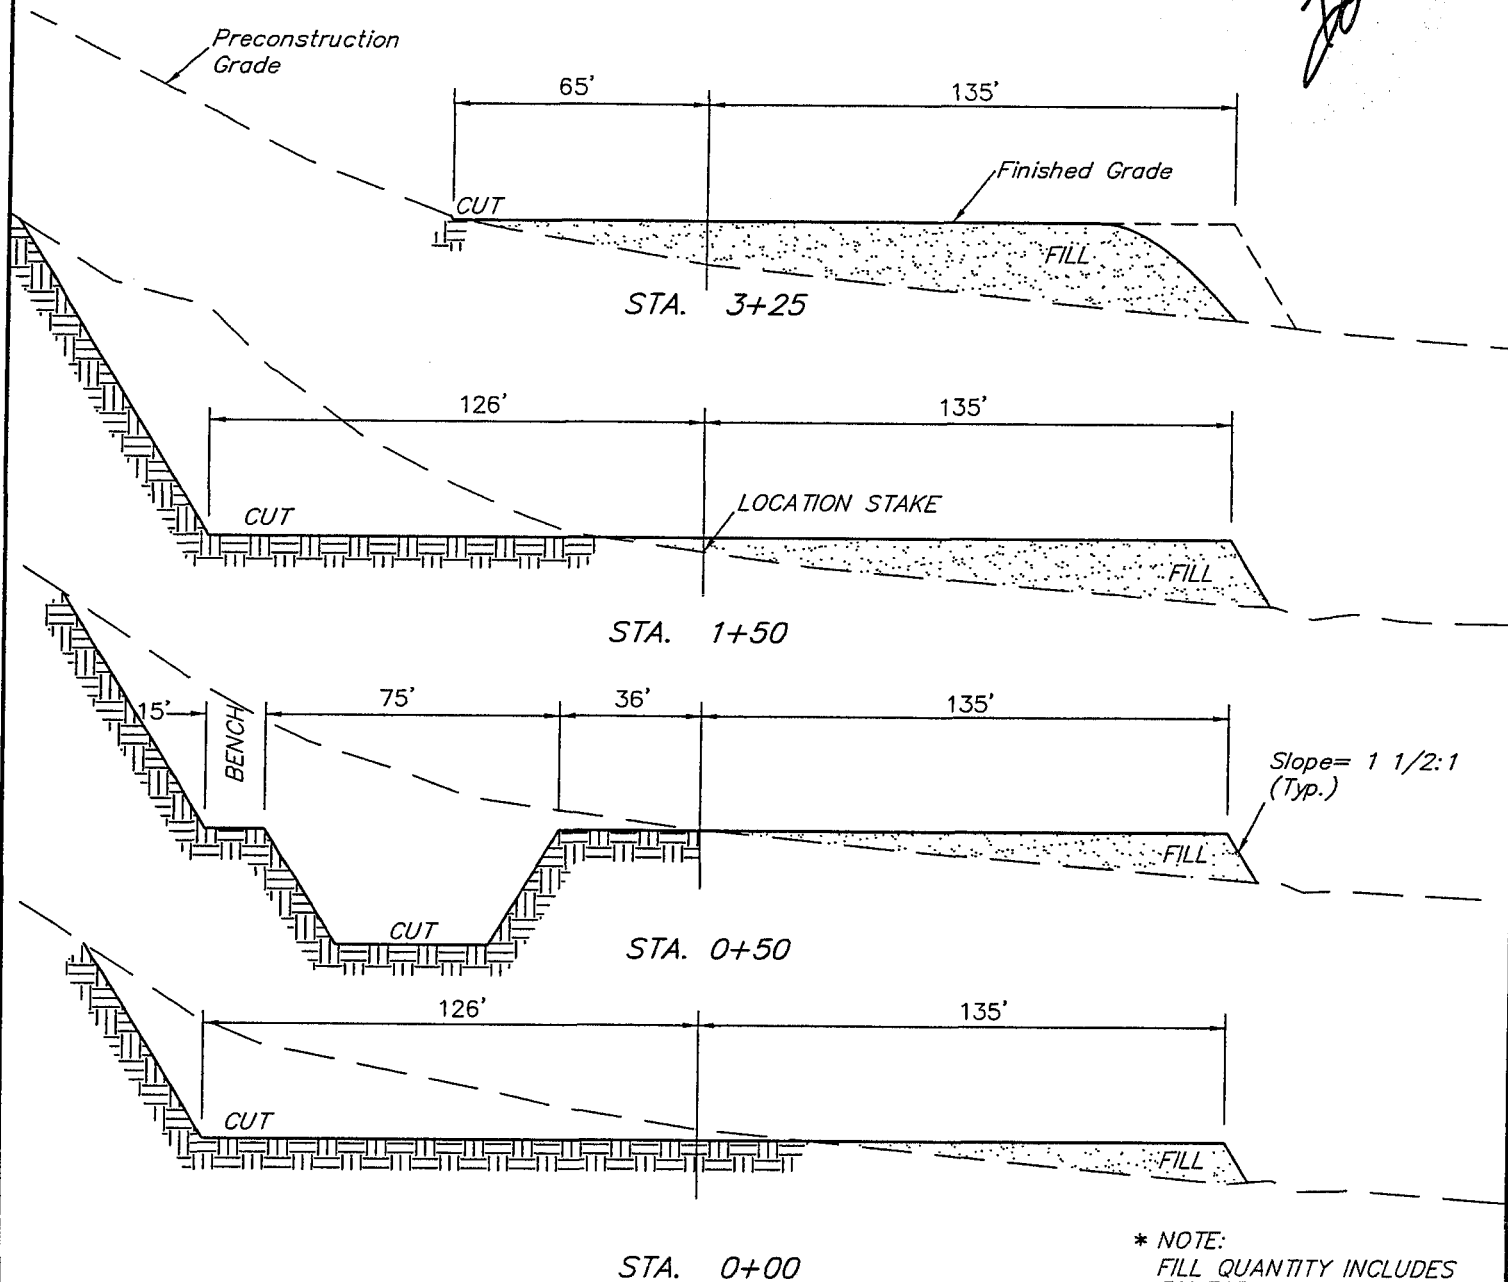 Preconstruction
Grade
65'
135'
Finished Grade
CUT
FILL
STA. 3+25
126'
135'
LOCATION STAKE
CUT
FILL
STA. 1+50
15'
BENCH
75'
36'
135'
Slope= 1 1/2:1
(Typ.)
FILL
CUT
STA. 0+50
126'
135'
CUT
FILL
STA. 0+00
* NOTE:
FILL QUANTITY INCLUDES